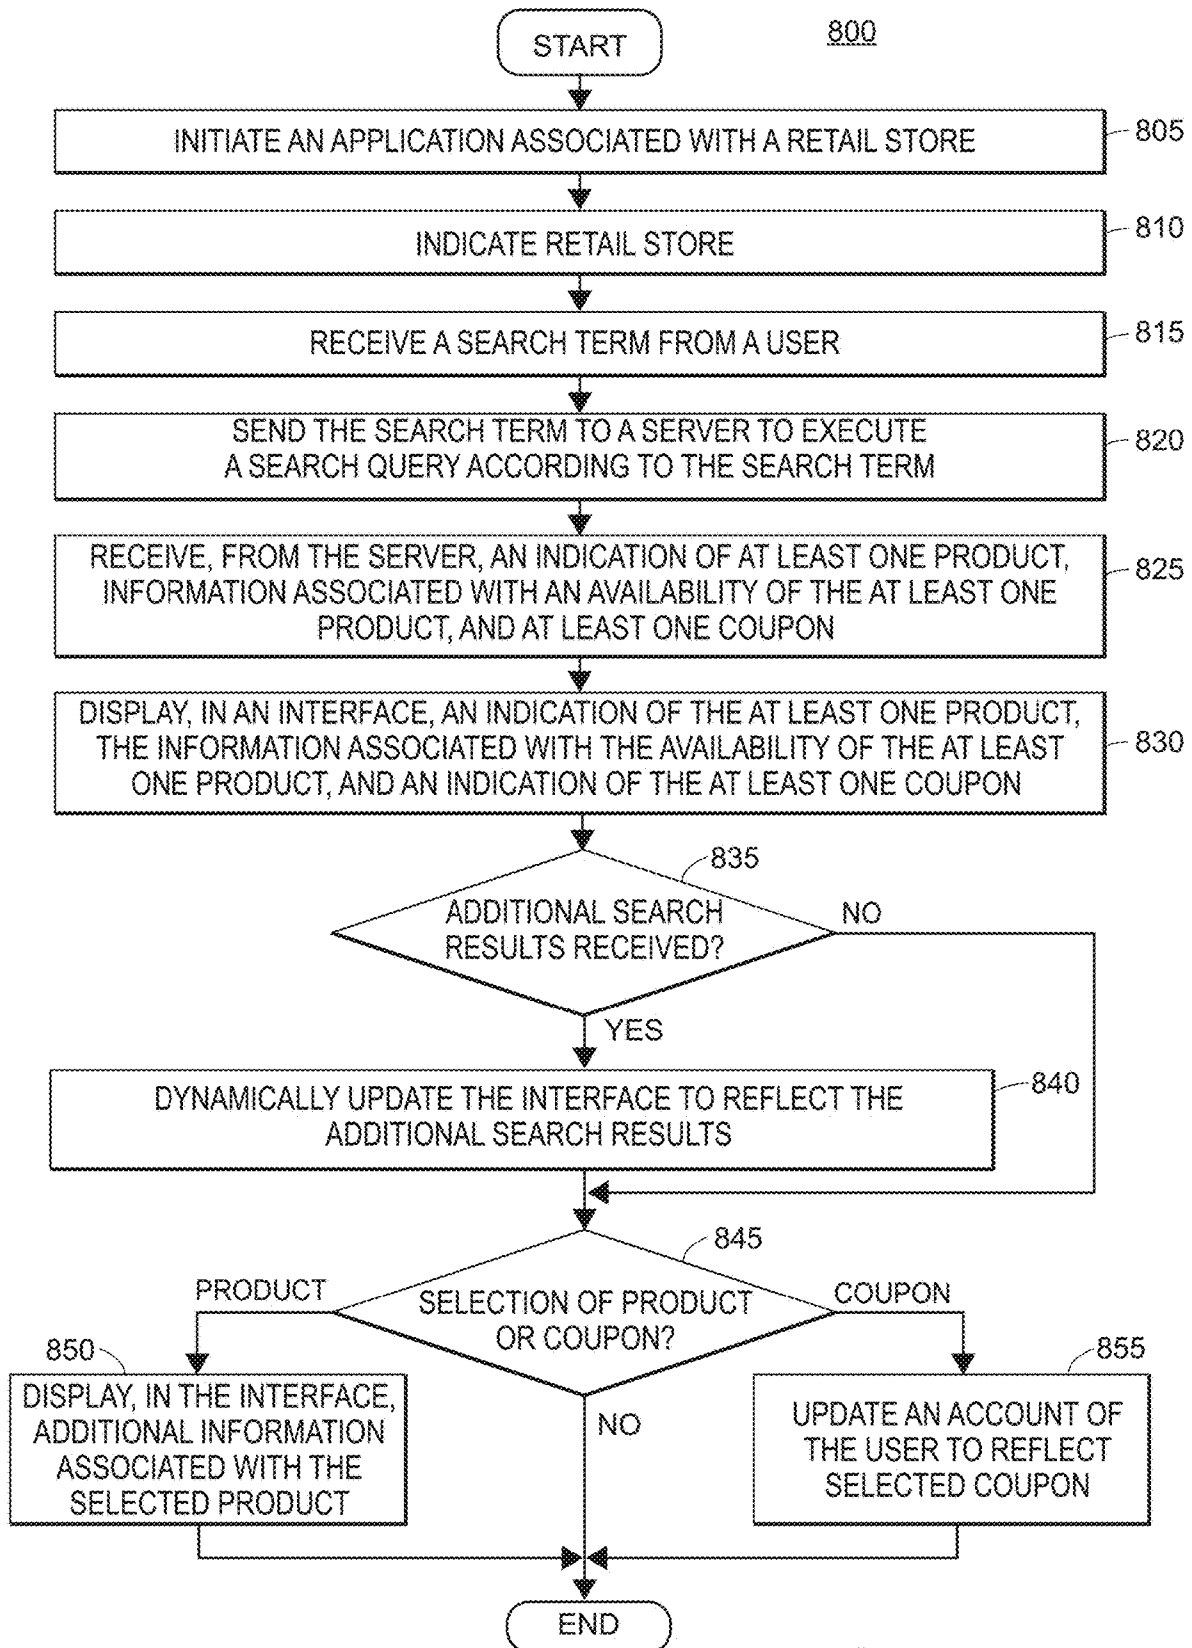 START
800
INITIATE AN APPLICATION ASSOCIATED WITH A RETAIL STORE
805
INDICATE RETAIL STORE
810
RECEIVE A SEARCH TERM FROM A USER
815
SEND THE SEARCH TERM TO A SERVER TO EXECUTE
A SEARCH QUERY ACCORDING TO THE SEARCH TERM
820
RECEIVE, FROM THE SERVER, AN INDICATION OF AT LEAST ONE PRODUCT,
INFORMATION ASSOCIATED WITH AN AVAILABILITY OF THE AT LEAST ONE
PRODUCT, AND AT LEAST ONE COUPON
825
DISPLAY, IN AN INTERFACE, AN INDICATION OF THE AT LEAST ONE PRODUCT,
THE INFORMATION ASSOCIATED WITH THE AVAILABILITY OF THE AT LEAST
ONE PRODUCT, AND AN INDICATION OF THE AT LEAST ONE COUPON
830
835
ADDITIONAL SEARCH
RESULTS RECEIVED?
NO
YES
DYNAMICALLY UPDATE THE INTERFACE TO REFLECT THE
ADDITIONAL SEARCH RESULTS
840
845
SELECTION OF PRODUCT
OR COUPON?
PRODUCT
COUPON
NO
850
DISPLAY, IN THE INTERFACE,
ADDITIONAL INFORMATION
ASSOCIATED WITH THE
SELECTED PRODUCT
855
UPDATE AN ACCOUNT OF
THE USER TO REFLECT
SELECTED COUPON
END